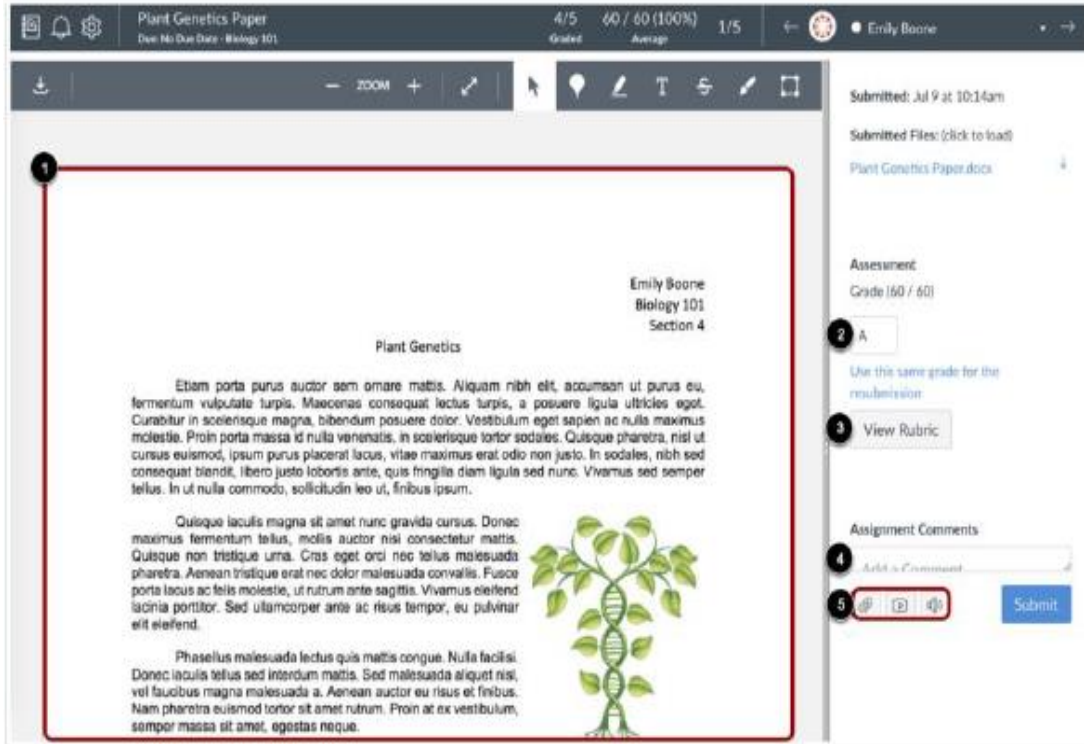 Plant Genetics Paper
Due: No Due Date - Biology 101
4/5
Graded
60 / 60 (100%)
Average
1/5
Emily Boone
ZOOM
T
S
Submitted: Jul 9 at 10:14am
Submitted Files: (click to load)
Plant Genetics Paper.docx
1
Emily Boone
Biology 101
Section 4
Plant Genetics
Etiam porta purus auctor sem ornare mattis. Aliquam nibh elit, accumsan ut purus eu,
fermentum vulputate turpis. Maecenas consequat lectus turpis, a posuere ligula ultricies eget.
Curabitur in scelerisque magna, bibendum posuere dolor. Vestibulum eget sapien ac nulla maximus
molestie. Proin porta massa id nulla venenatis, in scelerisque tortor sodales. Quisque pharetra, nisl ut
cursus euismod, ipsum purus placerat lacus, vitae maximus erat odio non justo. In sodales, nibh sed
consequat blandit, libero justo lobortis ante, quis fringilla diam ligula sed nunc. Vivamus sed semper
tellus. In ut nulla commodo, sollicitudin leo ut, finibus ipsum.
Quisque iaculis magna sit amet nunc gravida cursus. Donec
maximus fermentum tellus, mollis auctor nisi consectetur mattis.
Quisque non tristique urna. Cras eget orci nec tellus malesuada
pharetra. Aenean tristique erat nec dolor malesuada convallis. Fusce
porta lacus ac felis molestie, ut rutrum ante sagittis. Vivamus eleifend
lacinia porttitor. Sed ullamcorper ante ac risus tempor, eu pulvinar
elit eleifend.
Phasellus malesuada lectus quis mattis congue. Nulla facilisi.
Donec iaculis tellus sed interdum mattis. Sed malesuada aliquet nisl,
vel faucibus magna malesuada a. Aenean auctor eu risus et finibus.
Nam pharetra euismod tortor sit amet rutrum. Proin at ex vestibulum,
semper massa sit amet, egestas neque.
Assessment
Grade (60 / 60)
2
A
Use this same grade for the
resubmission
3
View Rubric
Assignment Comments
4
Add a Comment
5
Submit